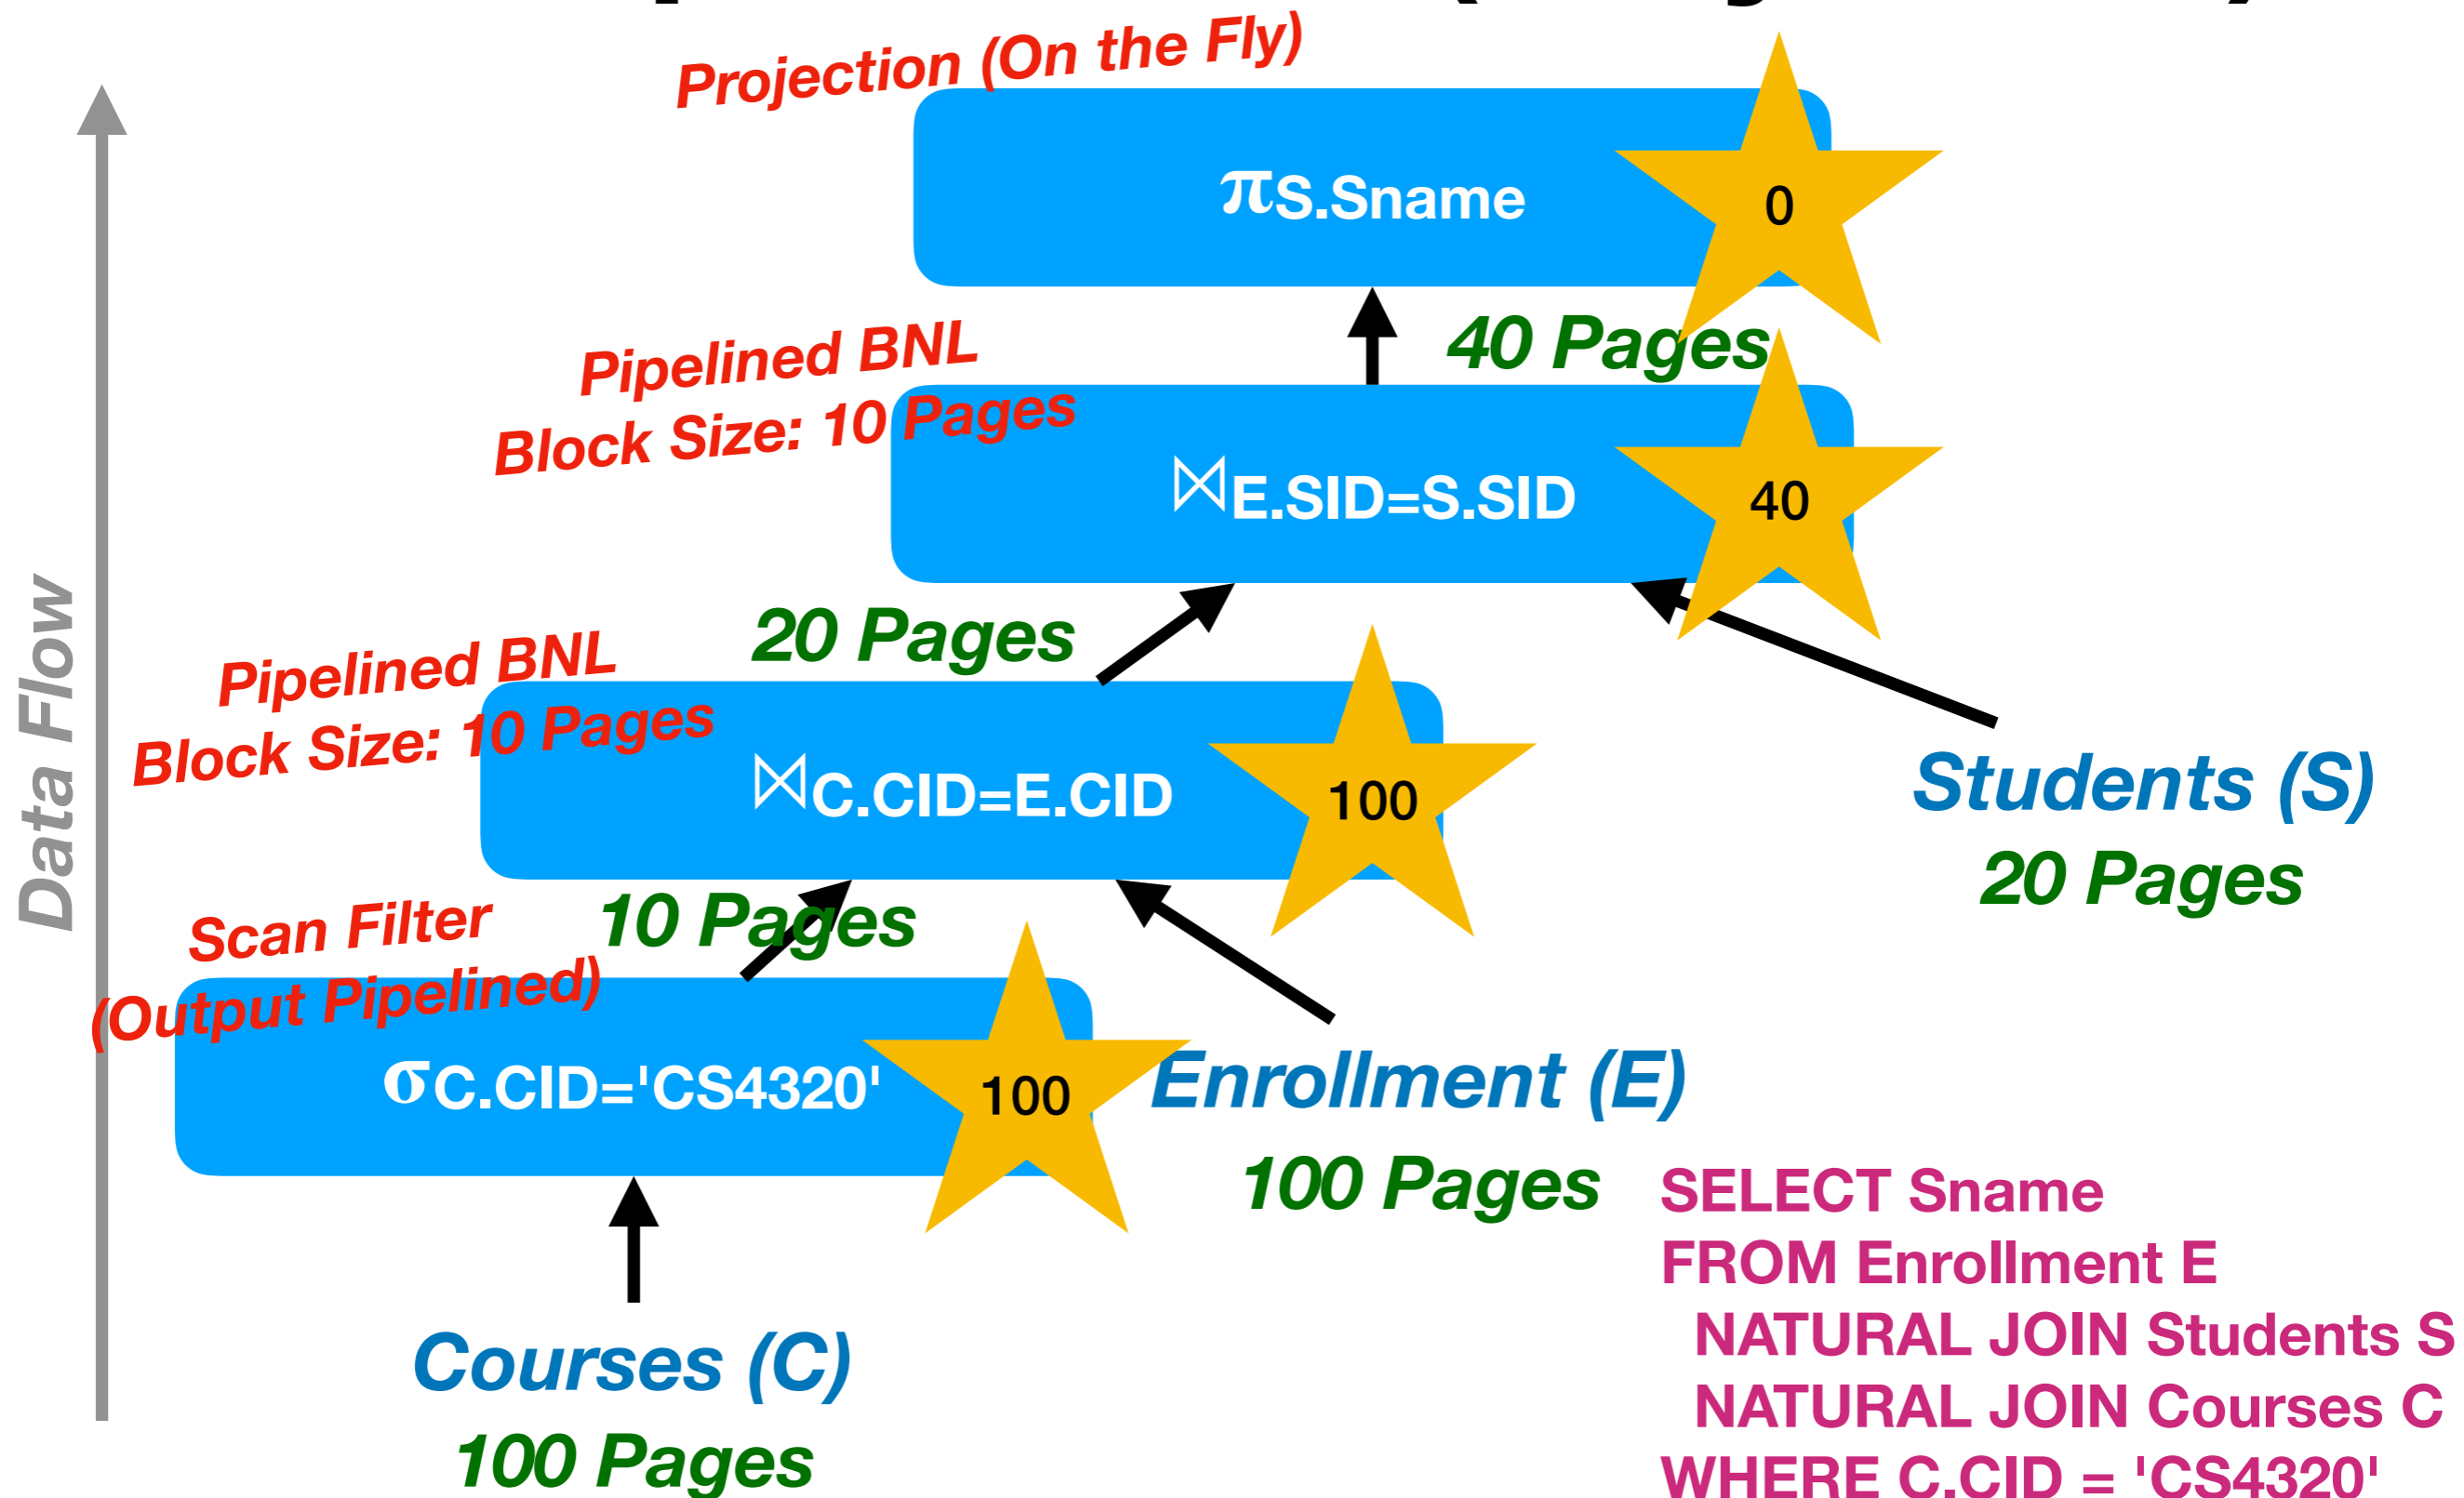 Projection (On the Fly)
πS.Sname
0
40 Pages
Pipelined BNL
Block Size: 10 Pages
⋈E.SID=S.SID
40
20 Pages
Students (S)
20 Pages
Pipelined BNL
Block Size: 10 Pages
⋈C.CID=E.CID
100
10 Pages
Enrollment (E)
100 Pages
Scan Filter
(Output Pipelined)
σC.CID='CS4320'
100
Courses (C)
100 Pages
Data Flow
SELECT Sname
FROM Enrollment E
NATURAL JOIN Students S
NATURAL JOIN Courses C
WHERE C.CID = 'CS4320'